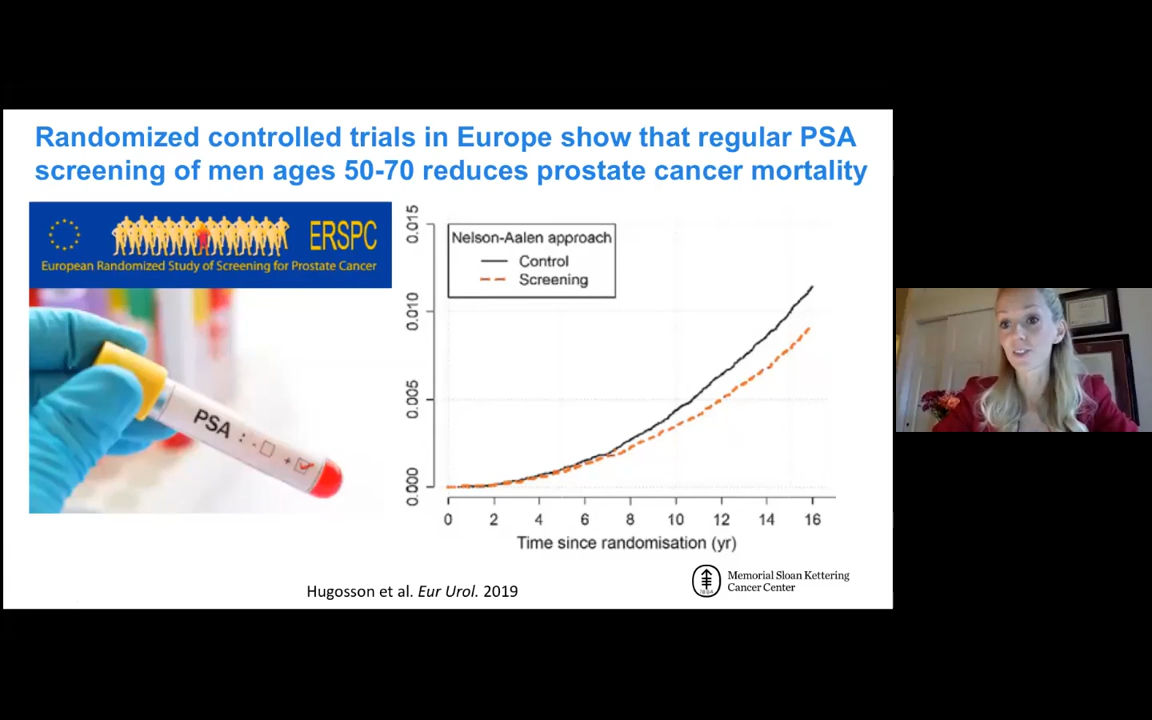 Randomized controlled trials in Europe show that regular PSA
screening of men ages 50-70 reduces prostate cancer mortality
ERSPC
European Randomized Study of Screening for Prostate Cancer
PSA : - +
0.015
0.010
0.005
0.000
Nelson-Aalen approach
Control
Screening
0 2 4 6 8 10 12 14 16
Time since randomisation (yr)
Hugosson et al. Eur Urol. 2019
Memorial Sloan Kettering
Cancer Center